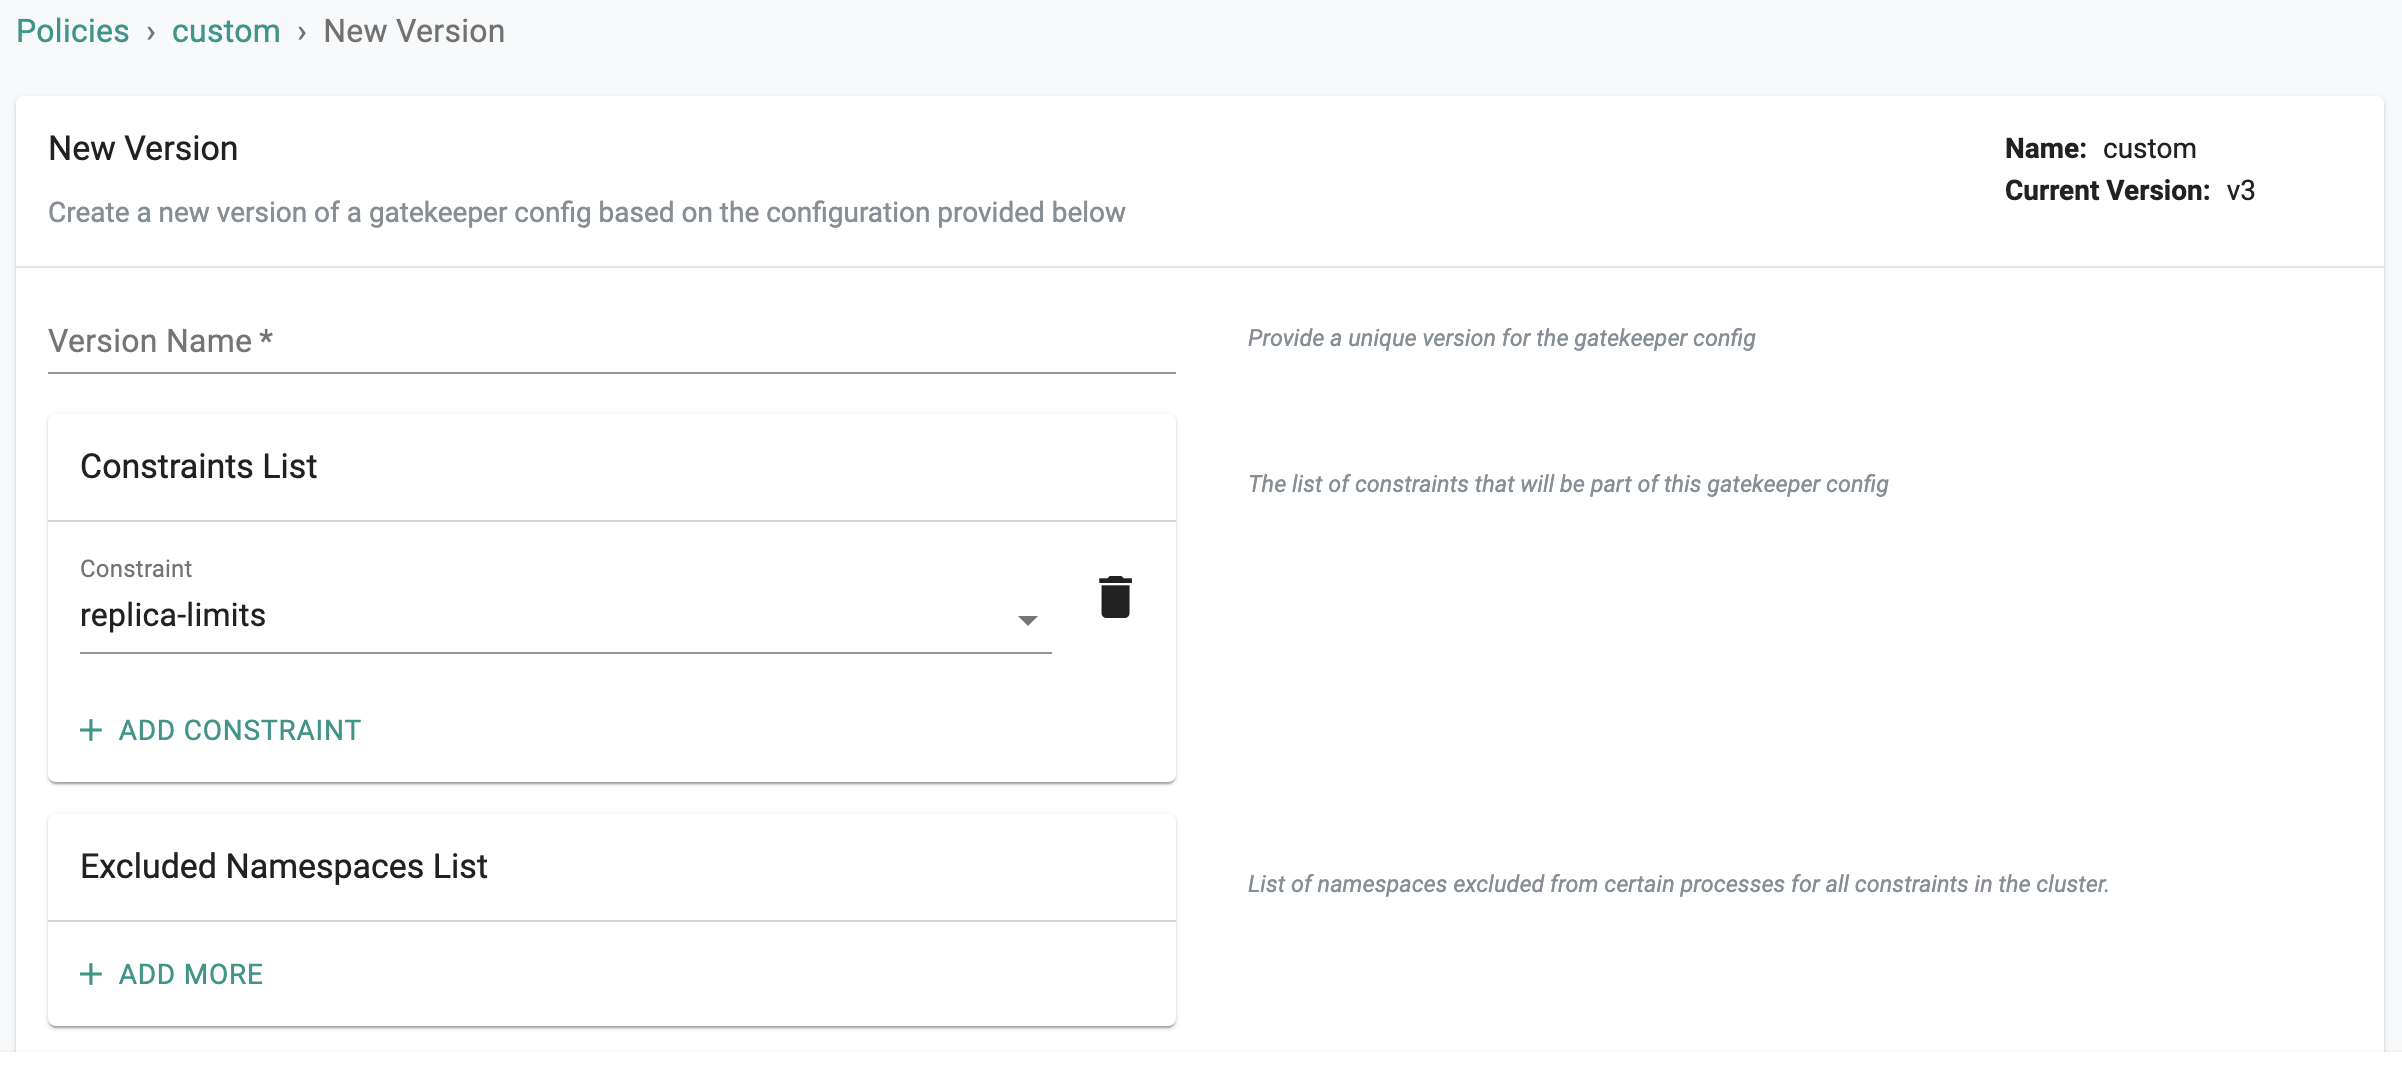 Policies › custom › New Version
New Version
Name: custom
Current Version: v3
Create a new version of a gatekeeper config based on the configuration provided below
Version Name *
Provide a unique version for the gatekeeper config
Constraints List
The list of constraints that will be part of this gatekeeper config
Constraint
replica-limits
+ ADD CONSTRAINT
Excluded Namespaces List
List of namespaces excluded from certain processes for all constraints in the cluster.
+ ADD MORE